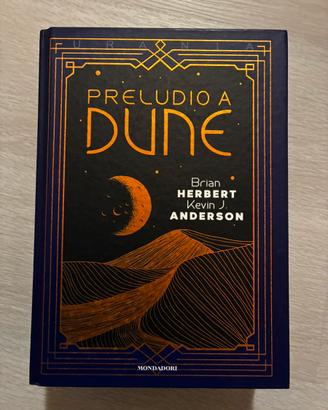 URANIA
PRELUDIO A
DUNE
Brian
HERBERT
Kevin J.
ANDERSON
MONDADORI